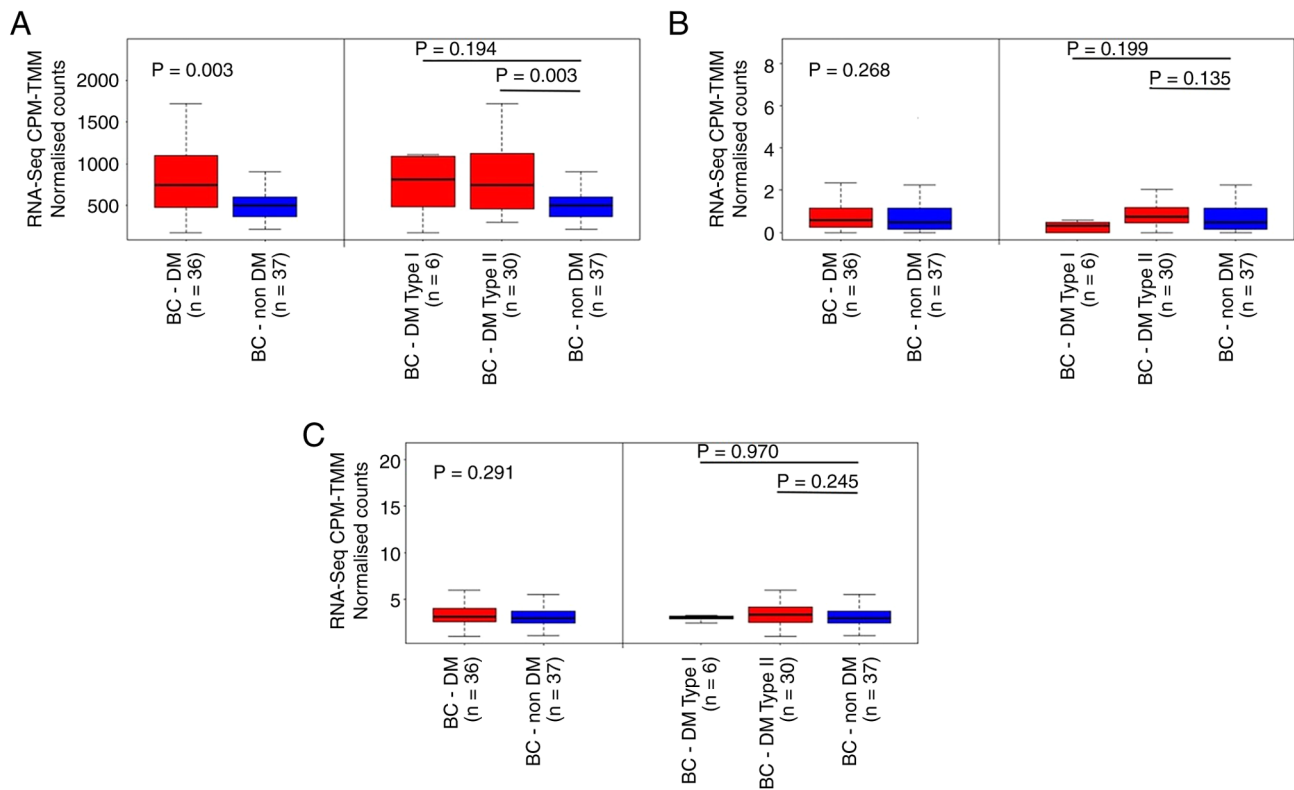 A
RNA-Seq CPM-TMM
Normalised counts
2000
1500
1000
500
P = 0.003
P = 0.194
P = 0.003
BC - DM
(n = 36)
BC - non DM
(n = 37)
BC - DM Type I
(n = 6)
BC - DM Type II
(n = 30)
BC - non DM
(n = 37)
B
RNA-Seq CPM-TMM
Normalised counts
8
6
4
2
0
P = 0.268
P = 0.199
P = 0.135
BC - DM
(n = 36)
BC - non DM
(n = 37)
BC - DM Type I
(n = 6)
BC - DM Type II
(n = 30)
BC - non DM
(n = 37)
C
RNA-Seq CPM-TMM
Normalised counts
20
15
10
5
P = 0.291
P = 0.970
P = 0.245
BC - DM
(n = 36)
BC - non DM
(n = 37)
BC - DM Type I
(n = 6)
BC - DM Type II
(n = 30)
BC - non DM
(n = 37)